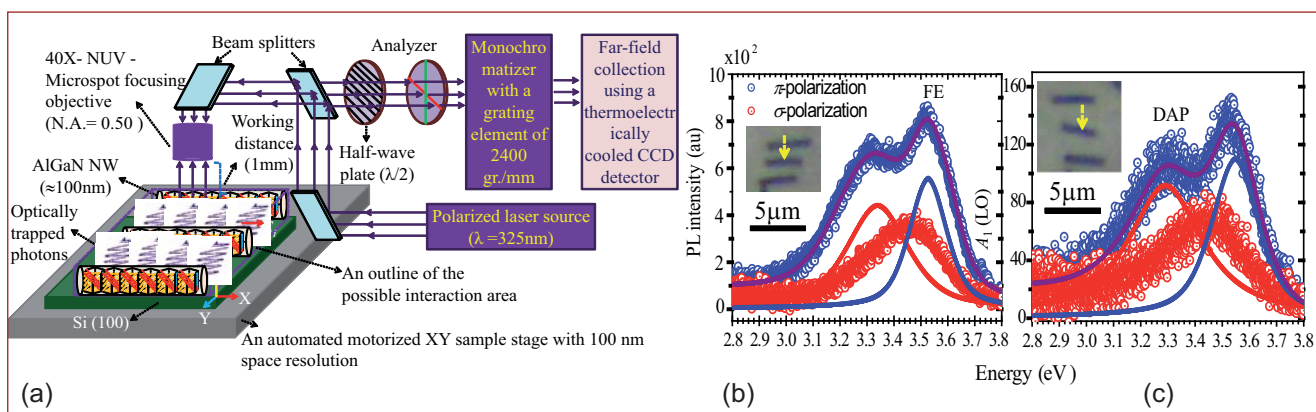 40X- NUV -
Microspot focusing
objective
(N.A.= 0.50 )
Beam splitters
Analyzer
Working
distance
(1mm)
AlGaN NW
(≈100nm)
Optically
trapped
photons
Half-wave
plate (λ/2)
Monochro
matizer with
a grating
element of
2400
gr./mm
Far-field
collection
using a
thermoelectr
ically
cooled CCD
detector
Polarized laser source
(λ =325nm)
An outline of the
possible interaction area
Si (100)
X
Y
An automated motorized XY sample stage with 100 nm
space resolution
(a)
x10²
10
8
6
4
2
0
PL intensity (au)
π-polarization
σ-polarization
FE
5µm
2.8 2.9 3.0 3.1 3.2 3.3 3.4 3.5 3.6 3.7 3.8
(b)
160
120
80
40
0
A₁ (LO)
DAP
5µm
2.8 2.9 3.0 3.1 3.2 3.3 3.4 3.5 3.6 3.7 3.8
Energy (eV)
(c)